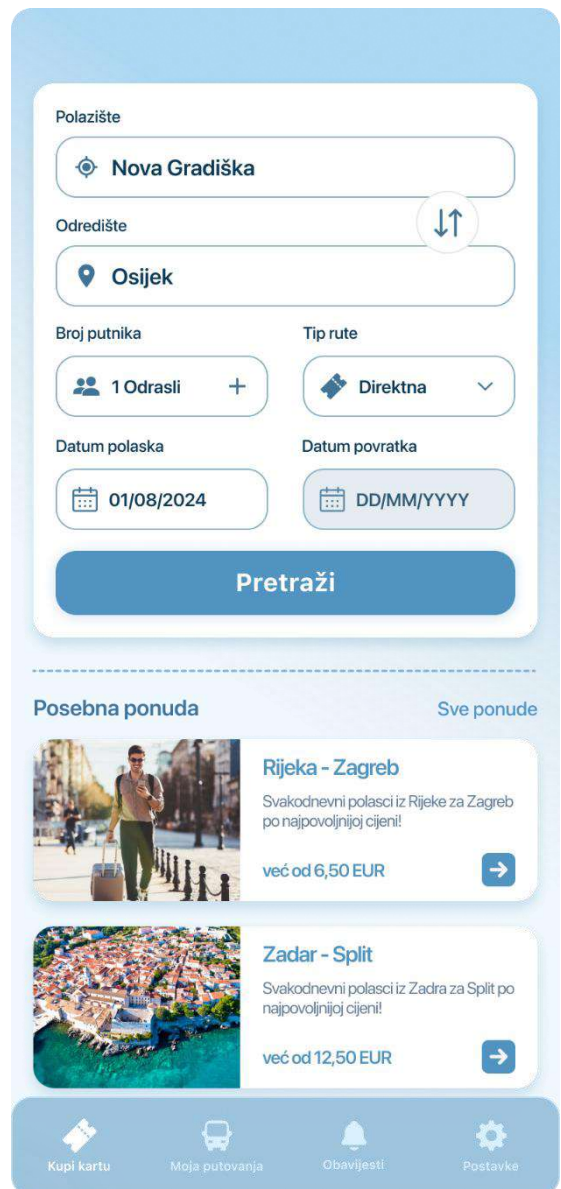 Polazište
Nova Gradiška
Odredište
Osijek
Broj putnika
Tip rute
1 Odrasli +
Direktna
Datum polaska
Datum povratka
01/08/2024
DD/MM/YYYY
Pretraži
Posebna ponuda
Sve ponude
Rijeka - Zagreb
Svakodnevni polasci iz Rijeke za Zagreb
po najpovoljnijoj cijeni!
već od 6,50 EUR
Zadar - Split
Svakodnevni polasci iz Zadra za Split po
najpovoljnijoj cijeni!
već od 12,50 EUR
Kupi kartu
Moja putovanja
Obavijesti
Postavke